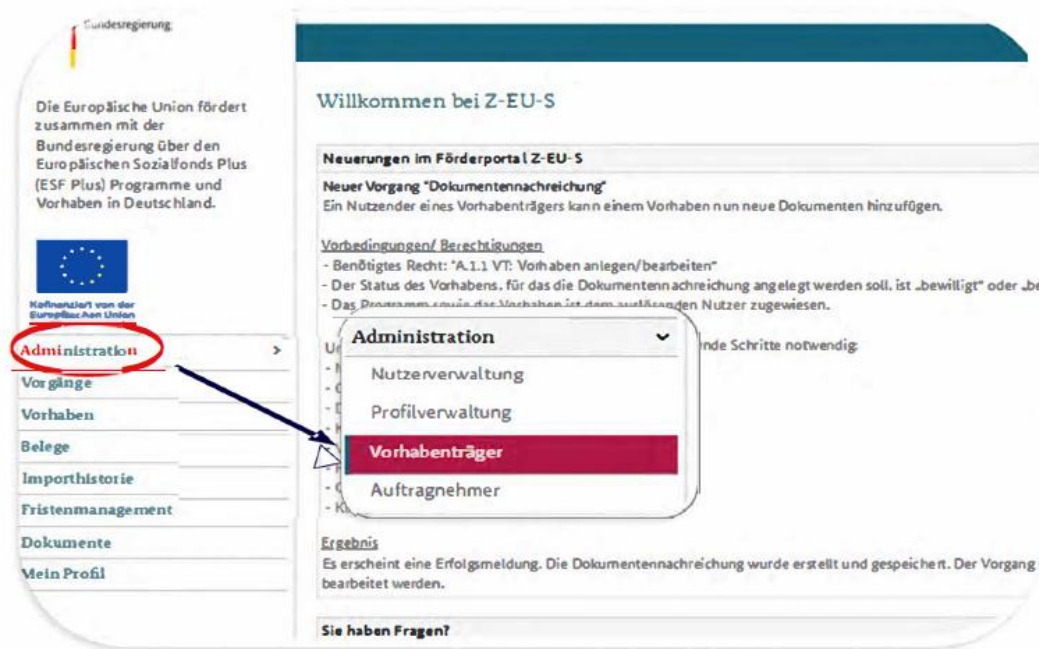 Bundesregierung
Die Europäische Union fördert
zusammen mit der
Bundesregierung über den
Europäischen Sozialfonds Plus
(ESF Plus) Programme und
Vorhaben in Deutschland.
Kofinanziert von der
Europäischen Union
Administration
Vorgänge
Vorhaben
Belege
Importhistorie
Fristenmanagement
Dokumente
Mein Profil
Willkommen bei Z-EU-S
Neuerungen im Förderportal Z-EU-S
Neuer Vorgang "Dokumentennachreichung"
Ein Nutzender eines Vorhabenträgers kann einem Vorhaben nun neue Dokumenten hinzufügen.
Vorbedingungen/ Berechtigungen
- Benötigtes Recht: "A.1.1 VT: Vorhaben anlegen/bearbeiten"
- Der Status des Vorhabens, für das die Dokumentennachreichung angelegt werden soll, ist „bewilligt" oder „be
- Das Programm sowie das Vorhaben ist dem auslösenden Nutzer zugewiesen.
nde Schritte notwendig:
Administration
Nutzerverwaltung
Profilverwaltung
Vorhabenträger
Auftragnehmer
Ergebnis
Es erscheint eine Erfolgsmeldung. Die Dokumentennachreichung wurde erstellt und gespeichert. Der Vorgang
bearbeitet werden.
Sie haben Fragen?